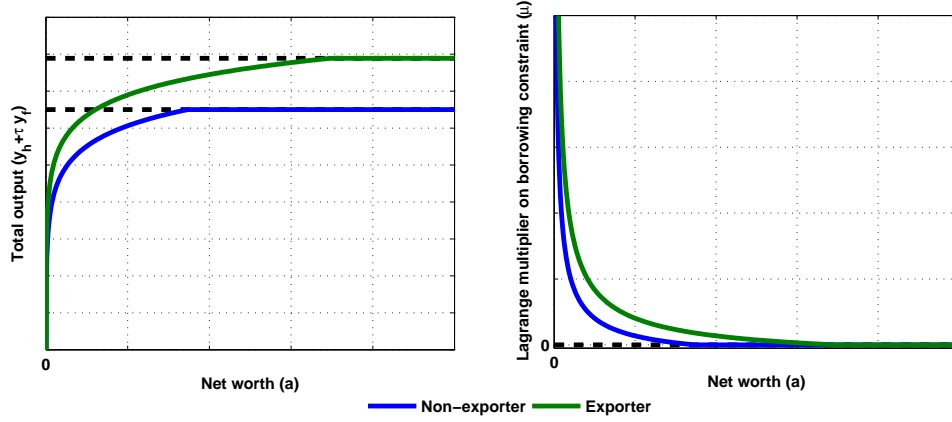 Total output (y_h+τ y_f)
0
Net worth (a)
Lagrange multiplier on borrowing constraint (μ)
0
0
Net worth (a)
Non−exporter
Exporter